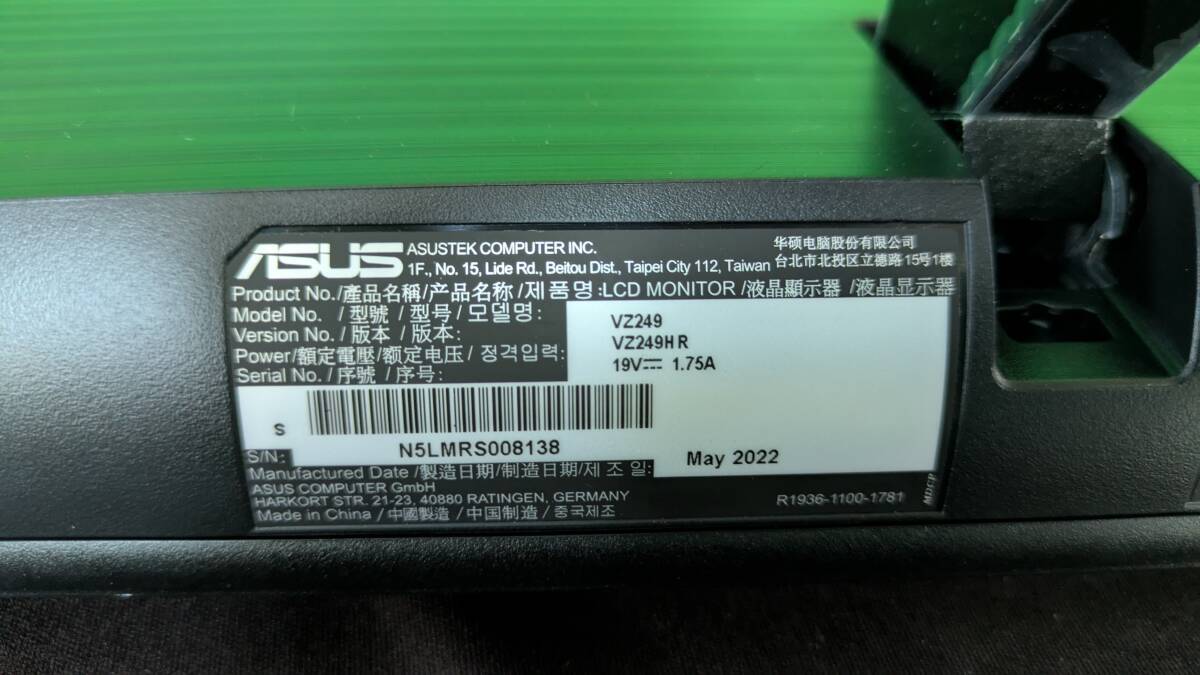 ASUS ASUSTEK COMPUTER INC. 华硕电脑股份有限公司
1F., No. 15, Lide Rd., Beitou Dist., Taipei City 112, Taiwan 台北市北投区立德路15号1楼
Product No./產品名稱/产品名称/제품명:LCD MONITOR /液晶顯示器 /液晶显示器
Model No. /型號 / 型号 / 모델명: VZ249
Version No. / 版本 / 版本: VZ249HR
Power/額定電壓/额定电压 / 정격입력: 19V⎓ 1.75A
Serial No. / 序號 / 序号:
S
S/N: N5LMRS008138
Manufactured Date /製造日期/制造日期/제 조 일: May 2022
ASUS COMPUTER GmbH
HARKORT STR. 21-23, 40880 RATINGEN, GERMANY R1936-1100-1781
Made in China / 中國製造 / 中国制造 / 중국제조